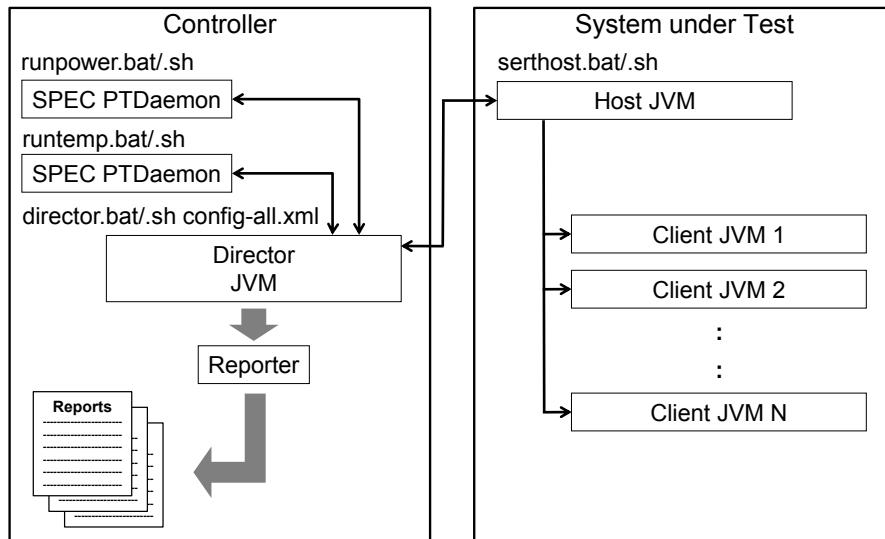 Controller
runpower.bat/.sh
SPEC PTDaemon
runtemp.bat/.sh
SPEC PTDaemon
director.bat/.sh config-all.xml
Director
JVM
Reporter
Reports
System under Test
serthost.bat/.sh
Host JVM
Client JVM 1
Client JVM 2
:
:
Client JVM N